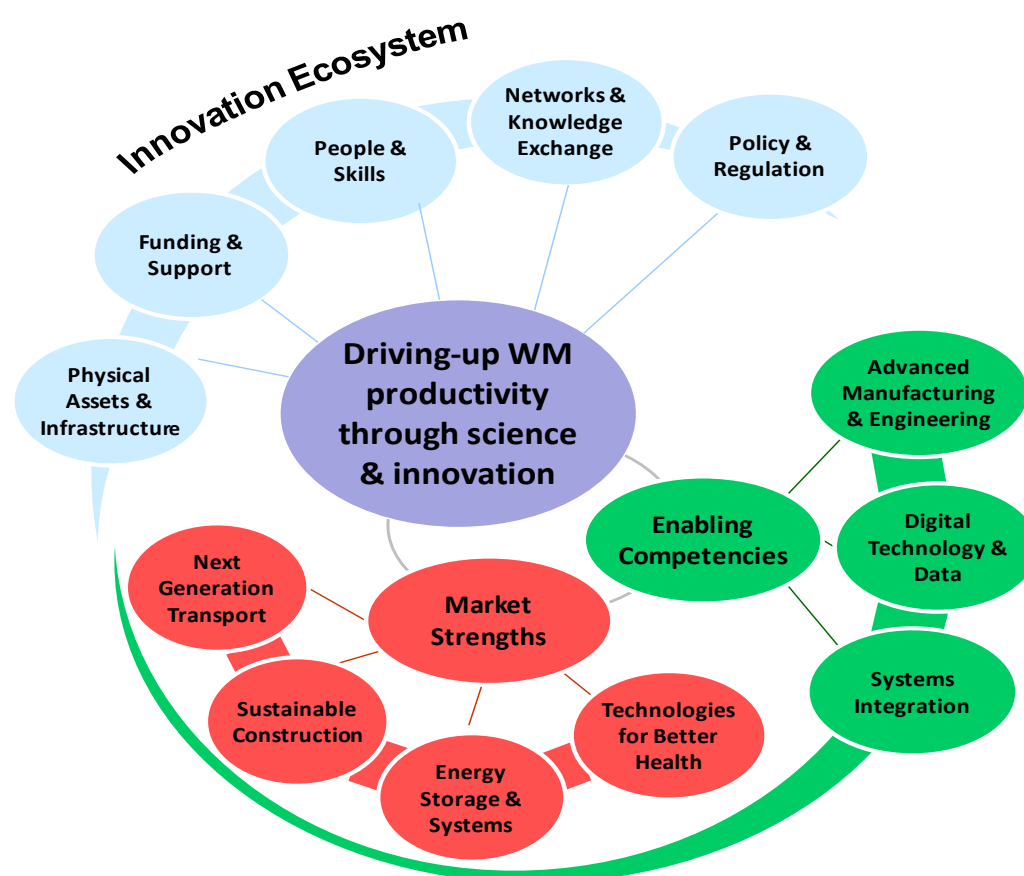 Innovation Ecosystem
Networks &
Knowledge
Exchange
People &
Skills
Policy &
Regulation
Funding &
Support
Physical
Assets &
Infrastructure
Driving-up WM
productivity
through science
& innovation
Advanced
Manufacturing
& Engineering
Enabling
Competencies
Digital
Technology &
Data
Systems
Integration
Market
Strengths
Next
Generation
Transport
Sustainable
Construction
Energy
Storage &
Systems
Technologies
for Better
Health